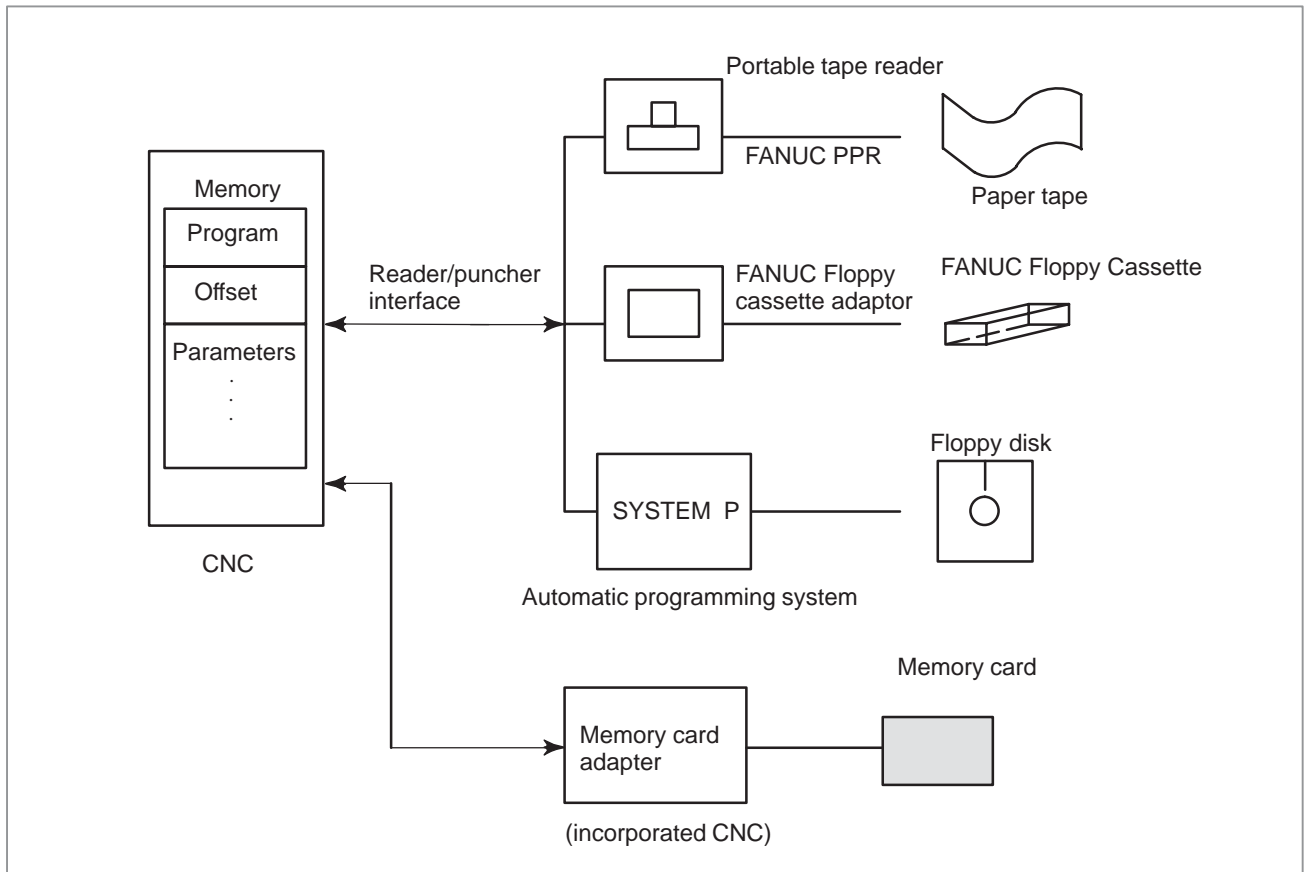 Portable tape reader
FANUC PPR
Paper tape
Memory
Program
Offset
Parameters
.
.
.
CNC
Reader/puncher
interface
FANUC Floppy
cassette adaptor
FANUC Floppy Cassette
Floppy disk
SYSTEM P
Automatic programming system
Memory card
Memory card
adapter
(incorporated CNC)